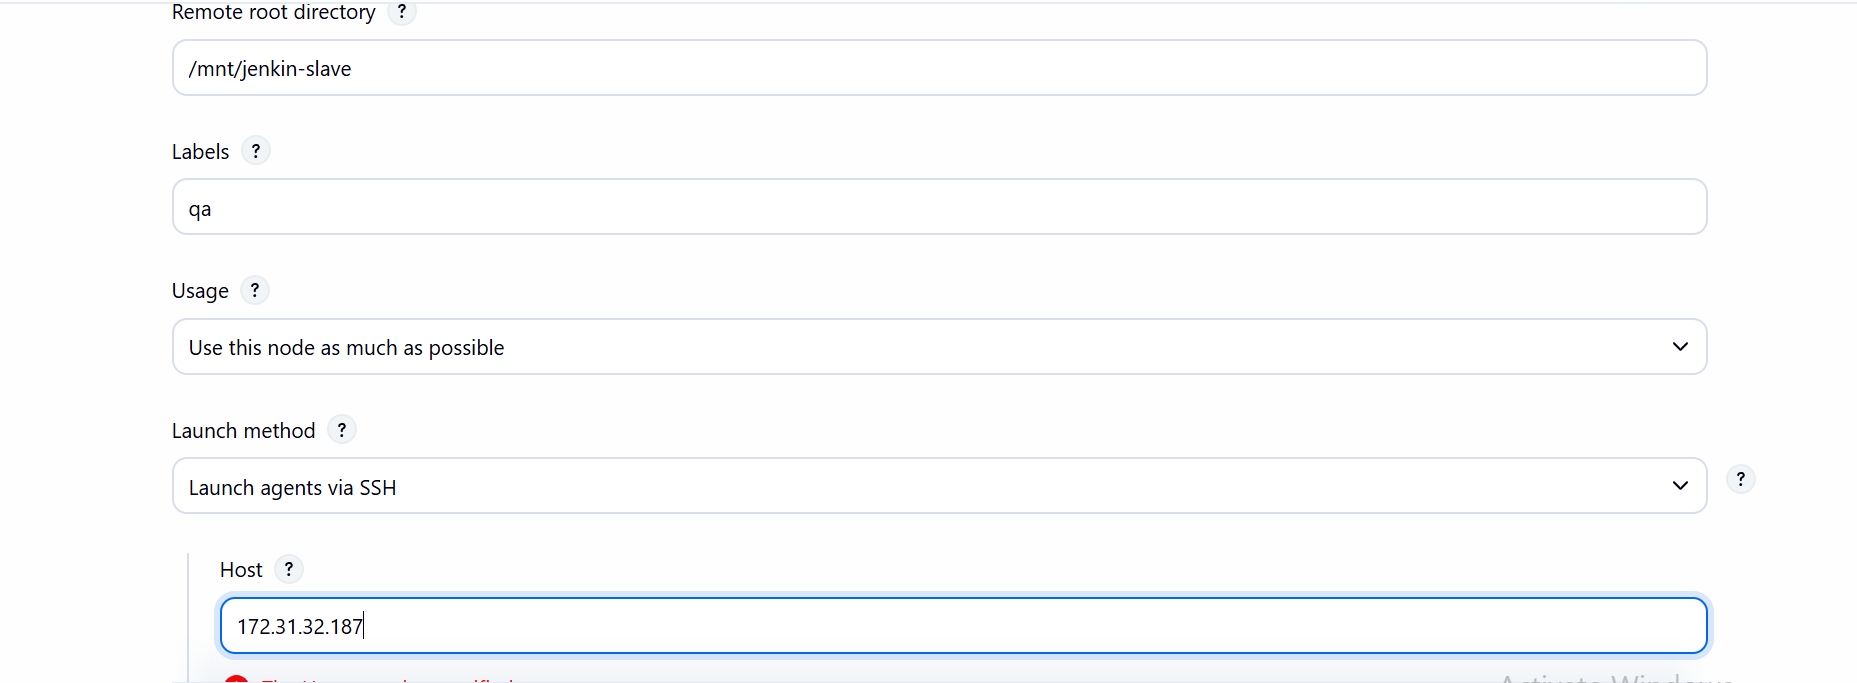 Remote root directory ?
/mnt/jenkin-slave
Labels ?
qa
Usage ?
Use this node as much as possible
Launch method ?
Launch agents via SSH
?
Host ?
172.31.32.187